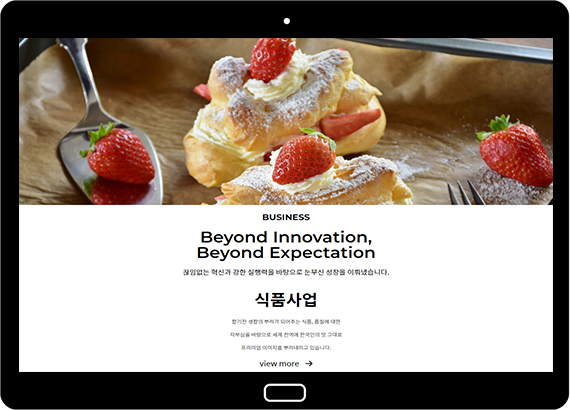 BUSINESS
Beyond Innovation,
Beyond Expectation
끊임없는 혁신과 강한 실행력을 바탕으로 눈부신 성장을 이뤄냈습니다.
식품사업
활기찬 생활의 뿌리가 되어주는 식품, 품질에 대한
자부심을 바탕으로 세계 전역에 한국인의 맛 그대로
프리미엄 이미지를 뿌리내리고 있습니다.
view more →